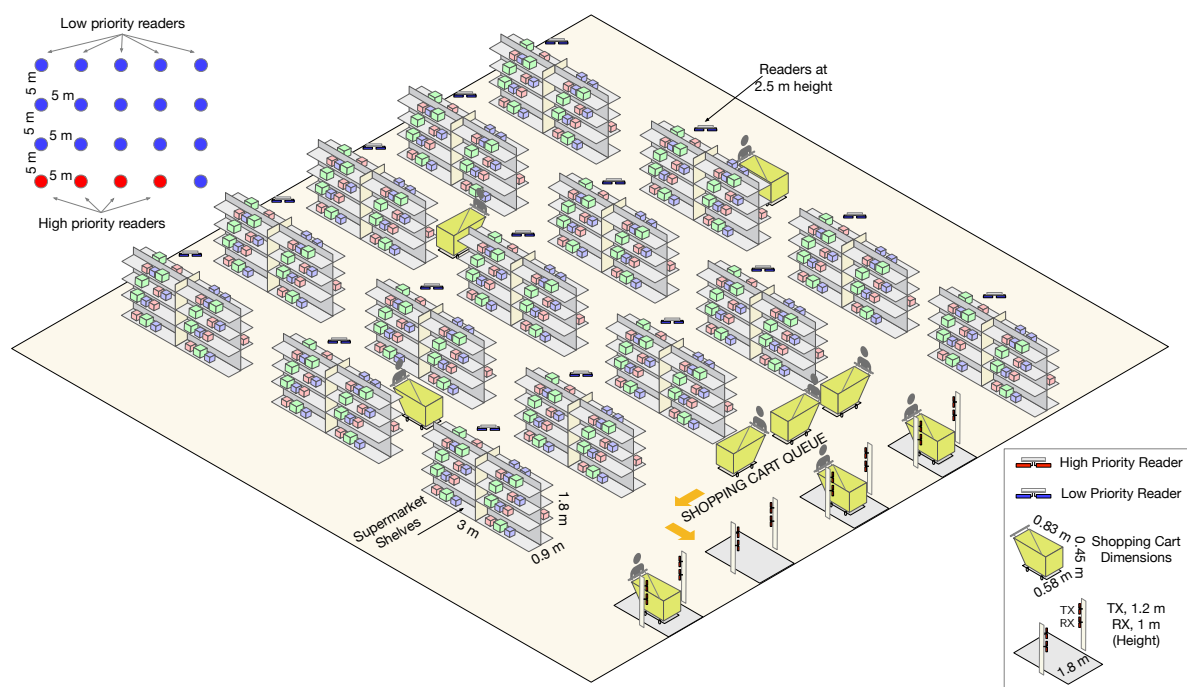 Low priority readers
5 m
5 m
5 m
5 m
5 m
5 m
High priority readers
Readers at
2.5 m height
Supermarket
Shelves
3 m
0.9 m
1.8 m
SHOPPING CART QUEUE
High Priority Reader
Low Priority Reader
0.83 m
0.45 m
0.58 m
Shopping Cart
Dimensions
TX
RX
TX, 1.2 m
RX, 1 m
(Height)
1.8 m